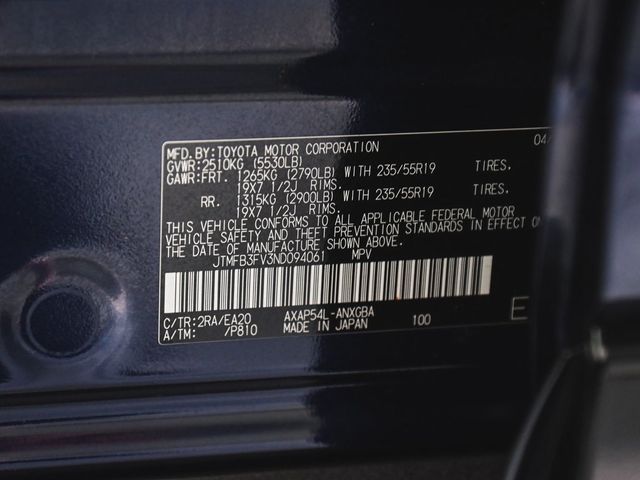 MFD.BY:TOYOTA MOTOR CORPORATION 04/
GVWR:2510KG (5530LB)
GAWR:FRT. 1265KG (2790LB) WITH 235/55R19 TIRES.
19X7 1/2J RIMS.
RR. 1315KG (2900LB) WITH 235/55R19 TIRES.
19X7 1/2J RIMS.
THIS VEHICLE CONFORMS TO ALL APPLICABLE FEDERAL MOTOR
VEHICLE SAFETY AND THEFT PREVENTION STANDARDS IN EFFECT ON
THE DATE OF MANUFACTURE SHOWN ABOVE.
JTMFB3FV3ND094061 MPV
C/TR:2RA/EA20 AXAP54L-ANXGBA
A/TM: /P810 MADE IN JAPAN 100 E